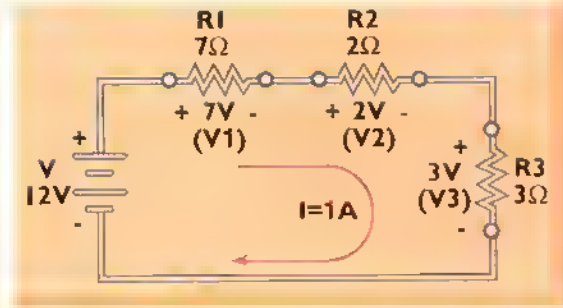 R1
7Ω
R2
2Ω
+ 7V -
(V1)
+ 2V -
(V2)
+
V
12V
-
+
3V
(V3)
-
R3
3Ω
I=1A